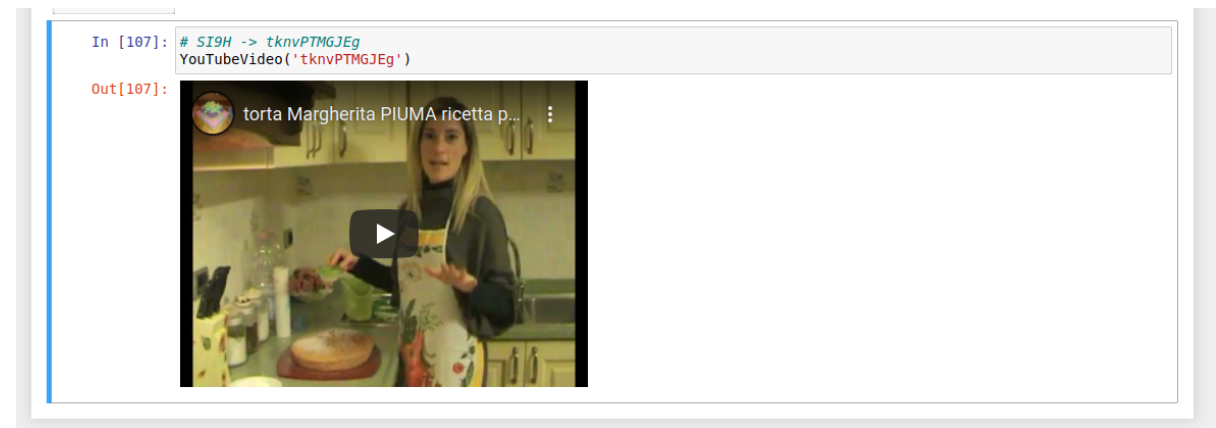 In [107]: # SI9H -> tknvPTMGJEg
YouTubeVideo('tknvPTMGJEg')
Out[107]:
torta Margherita PIUMA ricetta p...